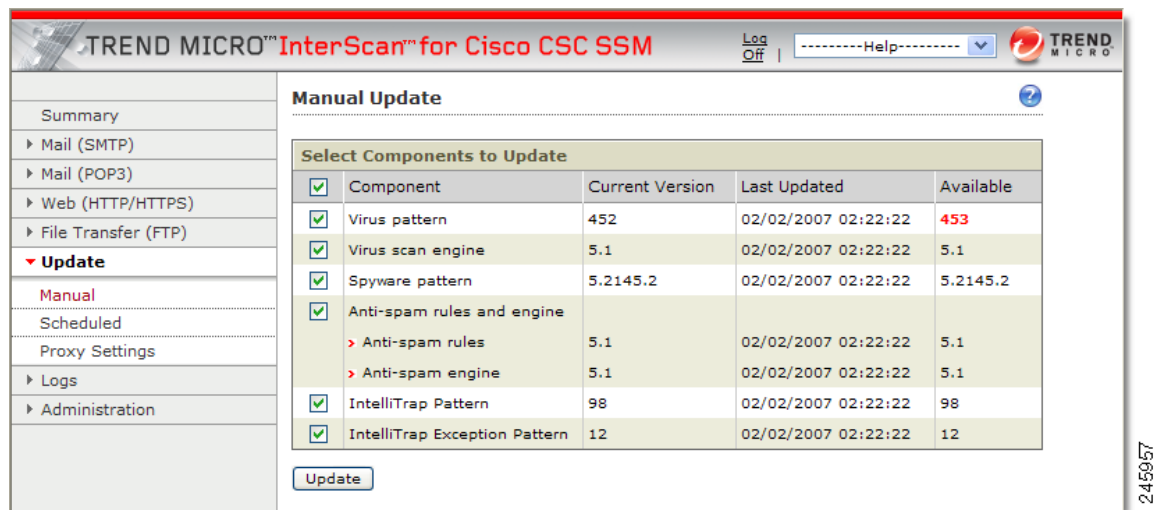 TREND MICRO™ InterScan™ for Cisco CSC SSM
Log Off | ---------Help---------
TREND MICRO
Summary
Mail (SMTP)
Mail (POP3)
Web (HTTP/HTTPS)
File Transfer (FTP)
Update
Manual
Scheduled
Proxy Settings
Logs
Administration
Manual Update
?
Select Components to Update
Component Current Version Last Updated Available
Virus pattern 452 02/02/2007 02:22:22 453
Virus scan engine 5.1 02/02/2007 02:22:22 5.1
Spyware pattern 5.2145.2 02/02/2007 02:22:22 5.2145.2
Anti-spam rules and engine
Anti-spam rules 5.1 02/02/2007 02:22:22 5.1
Anti-spam engine 5.1 02/02/2007 02:22:22 5.1
IntelliTrap Pattern 98 02/02/2007 02:22:22 98
IntelliTrap Exception Pattern 12 02/02/2007 02:22:22 12
Update
245957